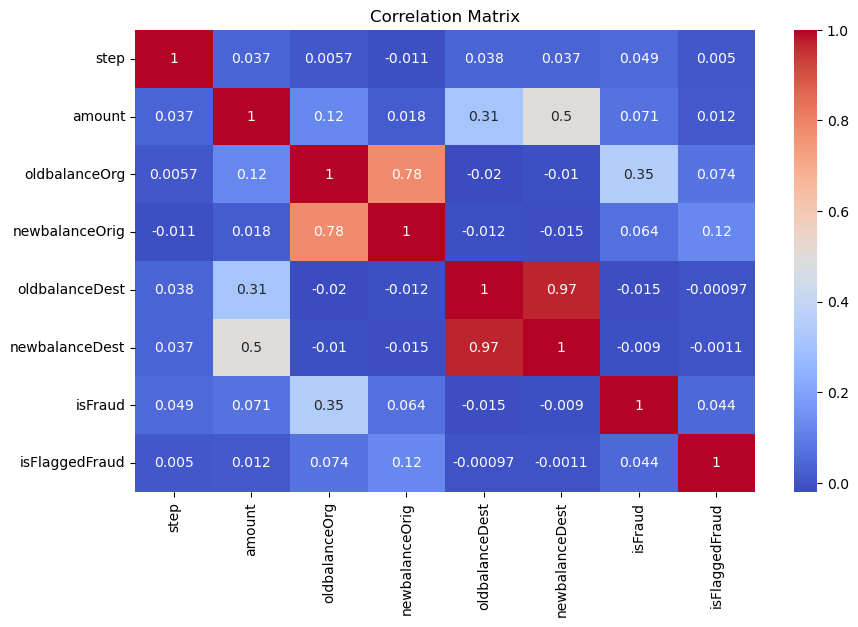 Correlation Matrix
step 1 0.037 0.0057 -0.011 0.038 0.037 0.049 0.005
amount 0.037 1 0.12 0.018 0.31 0.5 0.071 0.012
oldbalanceOrg 0.0057 0.12 1 0.78 -0.02 -0.01 0.35 0.074
newbalanceOrig -0.011 0.018 0.78 1 -0.012 -0.015 0.064 0.12
oldbalanceDest 0.038 0.31 -0.02 -0.012 1 0.97 -0.015 -0.00097
newbalanceDest 0.037 0.5 -0.01 -0.015 0.97 1 -0.009 -0.0011
isFraud 0.049 0.071 0.35 0.064 -0.015 -0.009 1 0.044
isFlaggedFraud 0.005 0.012 0.074 0.12 -0.00097 -0.0011 0.044 1
step
amount
oldbalanceOrg
newbalanceOrig
oldbalanceDest
newbalanceDest
isFraud
isFlaggedFraud
1.0
0.8
0.6
0.4
0.2
0.0